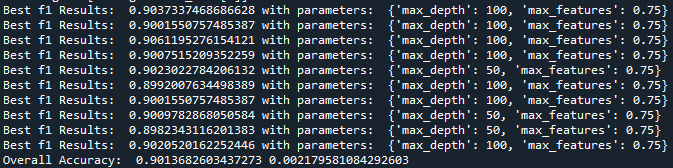 Best f1 Results:  0.9037337468686628 with parameters:  {'max_depth': 100, 'max_features': 0.75}
Best f1 Results:  0.9001550757485387 with parameters:  {'max_depth': 100, 'max_features': 0.75}
Best f1 Results:  0.9061195276154121 with parameters:  {'max_depth': 100, 'max_features': 0.75}
Best f1 Results:  0.9007515209352259 with parameters:  {'max_depth': 100, 'max_features': 0.75}
Best f1 Results:  0.9023022784206132 with parameters:  {'max_depth': 50, 'max_features': 0.75}
Best f1 Results:  0.8992007634498389 with parameters:  {'max_depth': 100, 'max_features': 0.75}
Best f1 Results:  0.9001550757485387 with parameters:  {'max_depth': 100, 'max_features': 0.75}
Best f1 Results:  0.9009782868050584 with parameters:  {'max_depth': 50, 'max_features': 0.75}
Best f1 Results:  0.8982343116201383 with parameters:  {'max_depth': 50, 'max_features': 0.75}
Best f1 Results:  0.9020520162252446 with parameters:  {'max_depth': 100, 'max_features': 0.75}
Overall Accuracy:  0.9013682603437273 0.002179581084292603